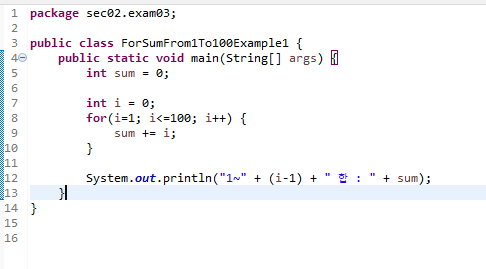 1 package sec02.exam03;
2
3 public class ForSumFrom1To100Example1 {
4 public static void main(String[] args) {
5 int sum = 0;
6
7 int i = 0;
8 for(i=1; i<=100; i++) {
9 sum += i;
10 }
11
12 System.out.println("1~" + (i-1) + " 합 : " + sum);
13 }
14 }
15
16